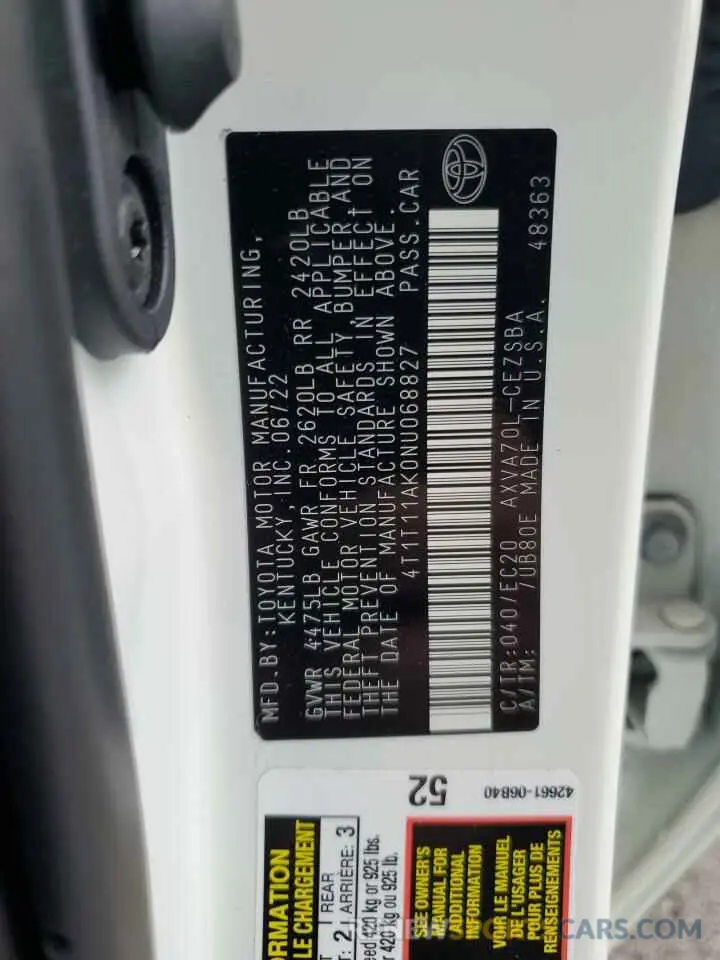 MFD.BY:TOYOTA MOTOR MANUFACTURING,
KENTUCKY, INC. 06/22
GVWR 4475LB GAWR FR 2620LB RR 2420LB
THIS VEHICLE CONFORMS TO ALL APPLICABLE
FEDERAL MOTOR VEHICLE SAFETY, BUMPER, AND
THEFT PREVENTION STANDARDS IN EFFECT ON
THE DATE OF MANUFACTURE SHOWN ABOVE.
4T1T11AK0NU068827 PASS.CAR
C/TR:040/EC20 AXVA70L-CEZSBA
A/TM: /UB80E MADE IN U.S.A. 48363
52
42661-06B40
LE CHARGEMENT
REAR 3
2 ARRIÈRE: 3
420 kg or 925 lbs.
420 kg ou 925 lb.
SEE OWNER'S
MANUAL FOR
ADDITIONAL
INFORMATION
VOIR LE MANUEL
DE L'USAGER
POUR PLUS DE
RENSEIGNEMENTS